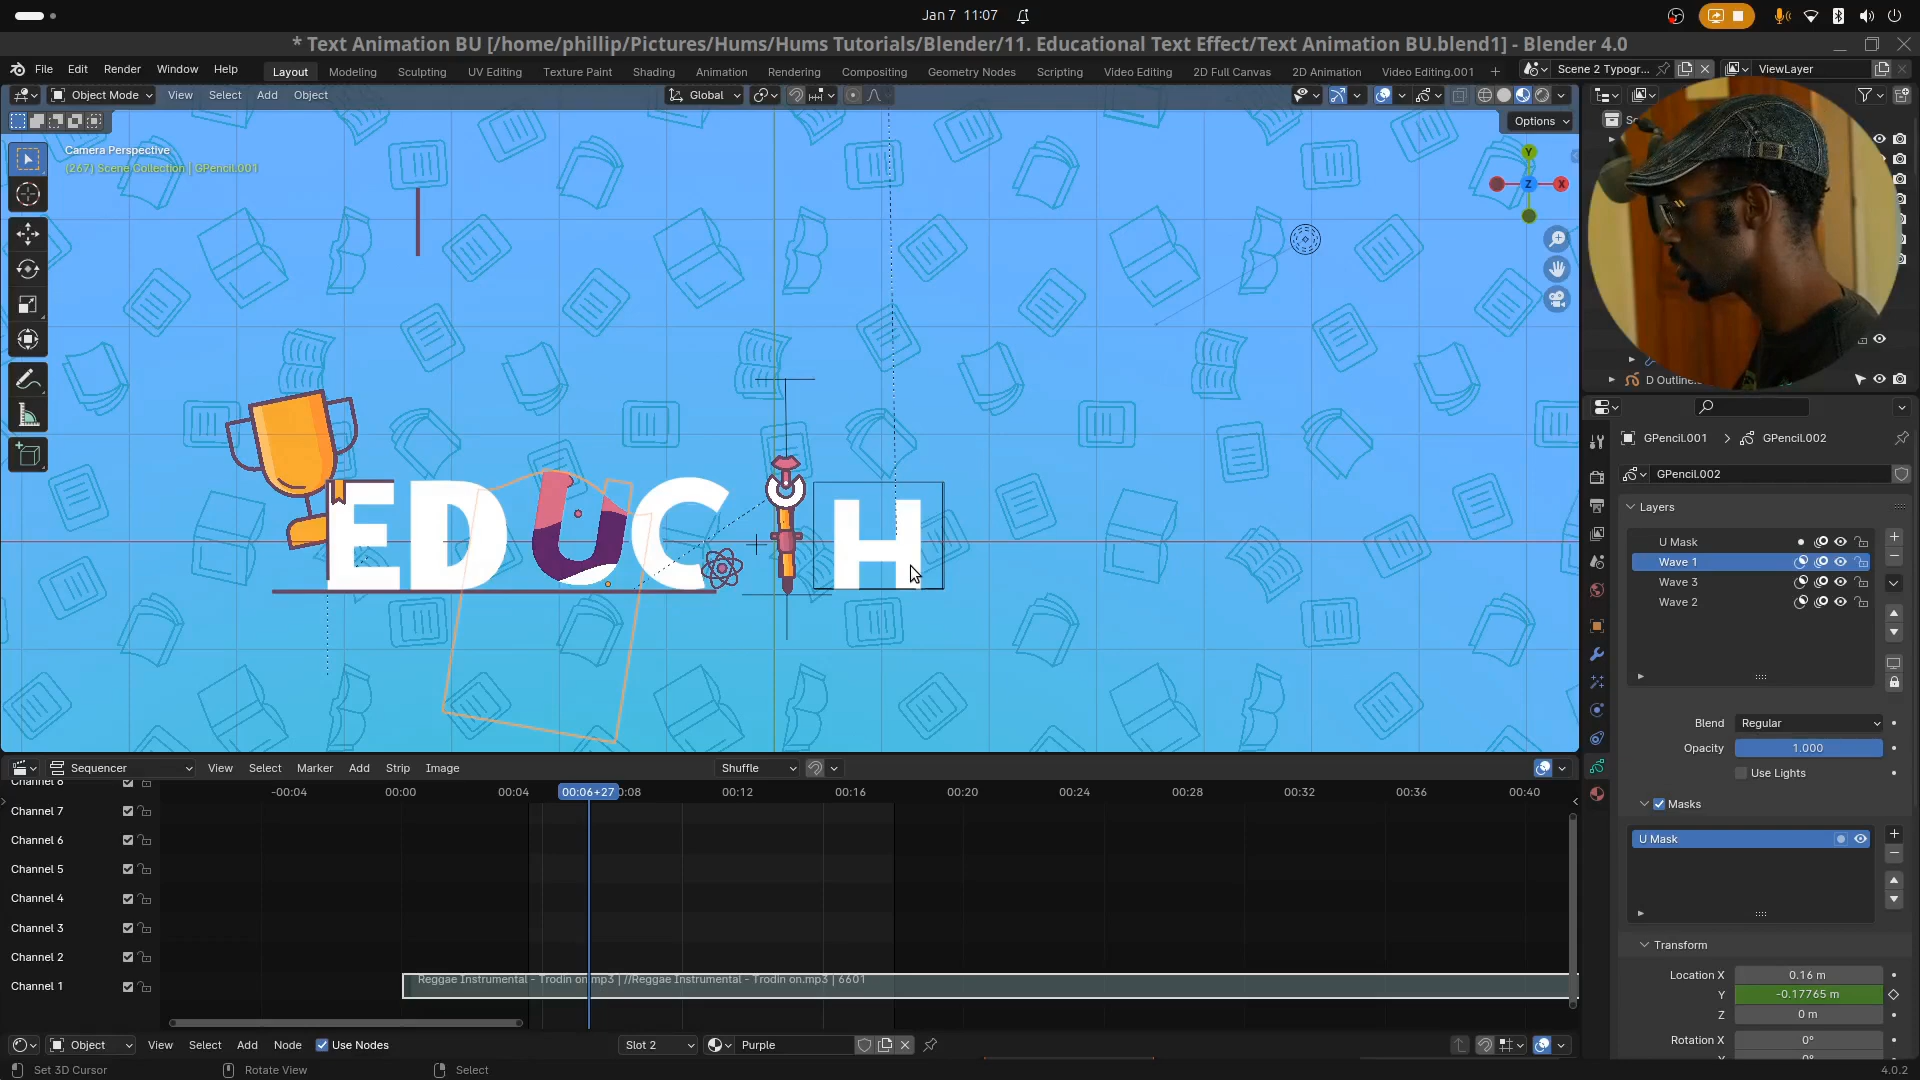 Jan 7 11:07
* Text Animation BU [/home/phillip/Pictures/Hums/Hums Tutorials/Blender/11. Educational Text Effect/Text Animation BU.blend1] - Blender 4.0
File Edit Render Window Help Layout Modeling Sculpting UV Editing Texture Paint Shading Animation Rendering Compositing Geometry Nodes Scripting Video Editing 2D Full Canvas 2D Animation Video Editing.001 + Scene 2 Typogr... ViewLayer
Object Mode View Select Add Object Global
Options
Camera Perspective
(267) Scene Collection | GPencil.001
Y
X Z
D Outline
EDUC H
GPencil.001 > GPencil.002
GPencil.002
Layers
U Mask
Wave 1
Wave 3
Wave 2
Blend Regular
Opacity 1.000
Use Lights
Masks
U Mask
Transform
Location X 0.16 m
Y -0.17765 m
Z 0 m
Rotation X 0°
Sequencer View Select Marker Add Strip Image Shuffle
-00:04 00:00 00:04 00:06+27 0:08 00:12 00:16 00:20 00:24 00:28 00:32 00:36 00:40
Channel 8
Channel 7
Channel 6
Channel 5
Channel 4
Channel 3
Channel 2
Channel 1
Reggae Instrumental - Trodin on.mp3 | //Reggae Instrumental - Trodin on.mp3 | 6601
Object View Select Add Node Use Nodes Slot 2 Purple
Set 3D Cursor Rotate View Select 4.0.2